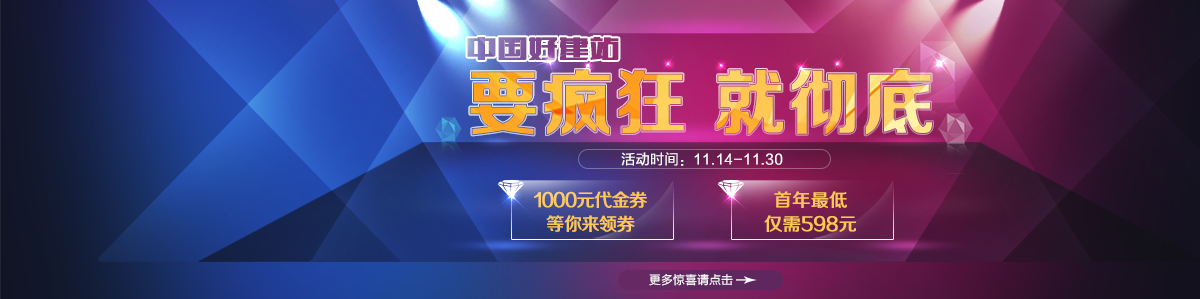 中国好建站
要疯狂 就彻底
活动时间：11.14-11.30
1000元代金券
等你来领券
首年最低
仅需598元
更多惊喜请点击